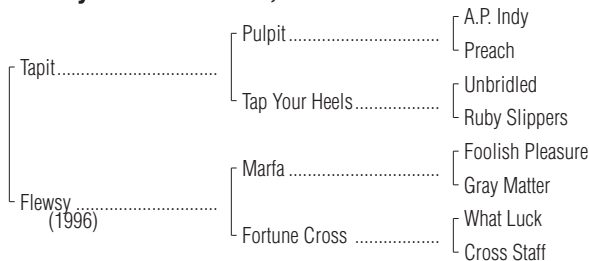 A.P. Indy
Pulpit
Preach
Tapit
Unbridled
Tap Your Heels
Ruby Slippers
Foolish Pleasure
Marfa
Gray Matter
Flewsy
(1996)
What Luck
Fortune Cross
Cross Staff